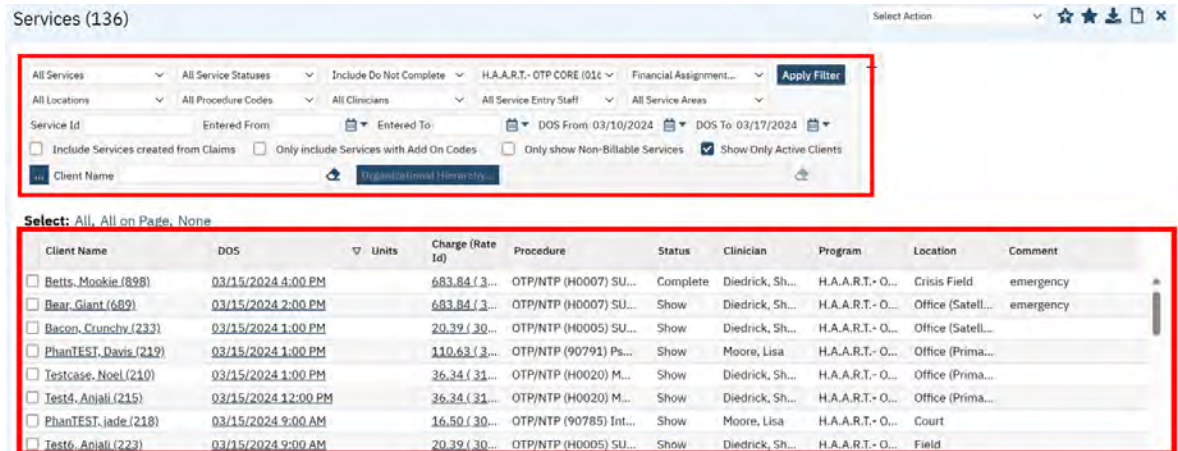 Services (136) Select Action
All Services All Service Statuses Include Do Not Complete H.A.A.R.T.- OTP CORE (016 Financial Assignment... Apply Filter
All Locations All Procedure Codes All Clinicians All Service Entry Staff All Service Areas
Service Id Entered From Entered To DOS From 03/10/2024 DOS To 03/17/2024
Include Services created from Claims Only include Services with Add On Codes Only show Non-Billable Services Show Only Active Clients
... Client Name Organizational Hierarchy...
Select: All, All on Page, None
Client Name DOS Units Charge (Rate Id) Procedure Status Clinician Program Location Comment
Betts, Mookie (898) 03/15/2024 4:00 PM 683.84 ( 3... OTP/NTP (H0007) SU... Complete Diedrick, Sh... H.A.A.R.T.- O... Crisis Field emergency
Bear, Giant (689) 03/15/2024 2:00 PM 683.84 ( 3... OTP/NTP (H0007) SU... Show Diedrick, Sh... H.A.A.R.T.- O... Office (Satell... emergency
Bacon, Crunchy (233) 03/15/2024 1:00 PM 20.39 ( 30... OTP/NTP (H0005) SU... Show Diedrick, Sh... H.A.A.R.T.- O... Office (Satell...
PhanTEST, Davis (219) 03/15/2024 1:00 PM 110.63 ( 3... OTP/NTP (90791) Ps... Show Moore, Lisa H.A.A.R.T.- O... Office (Prima...
Testcase, Noel (210) 03/15/2024 1:00 PM 36.34 ( 31... OTP/NTP (H0020) M... Show Diedrick, Sh... H.A.A.R.T.- O... Office (Prima...
Test4, Anjali (215) 03/15/2024 12:00 PM 36.34 ( 31... OTP/NTP (H0020) M... Show Diedrick, Sh... H.A.A.R.T.- O... Office (Prima...
PhanTEST, jade (218) 03/15/2024 9:00 AM 16.50 ( 30... OTP/NTP (90785) Int... Show Moore, Lisa H.A.A.R.T.- O... Court
Test6, Anjali (223) 03/15/2024 9:00 AM 20.39 ( 30... OTP/NTP (H0005) SU... Show Diedrick, Sh... H.A.A.R.T.- O... Field